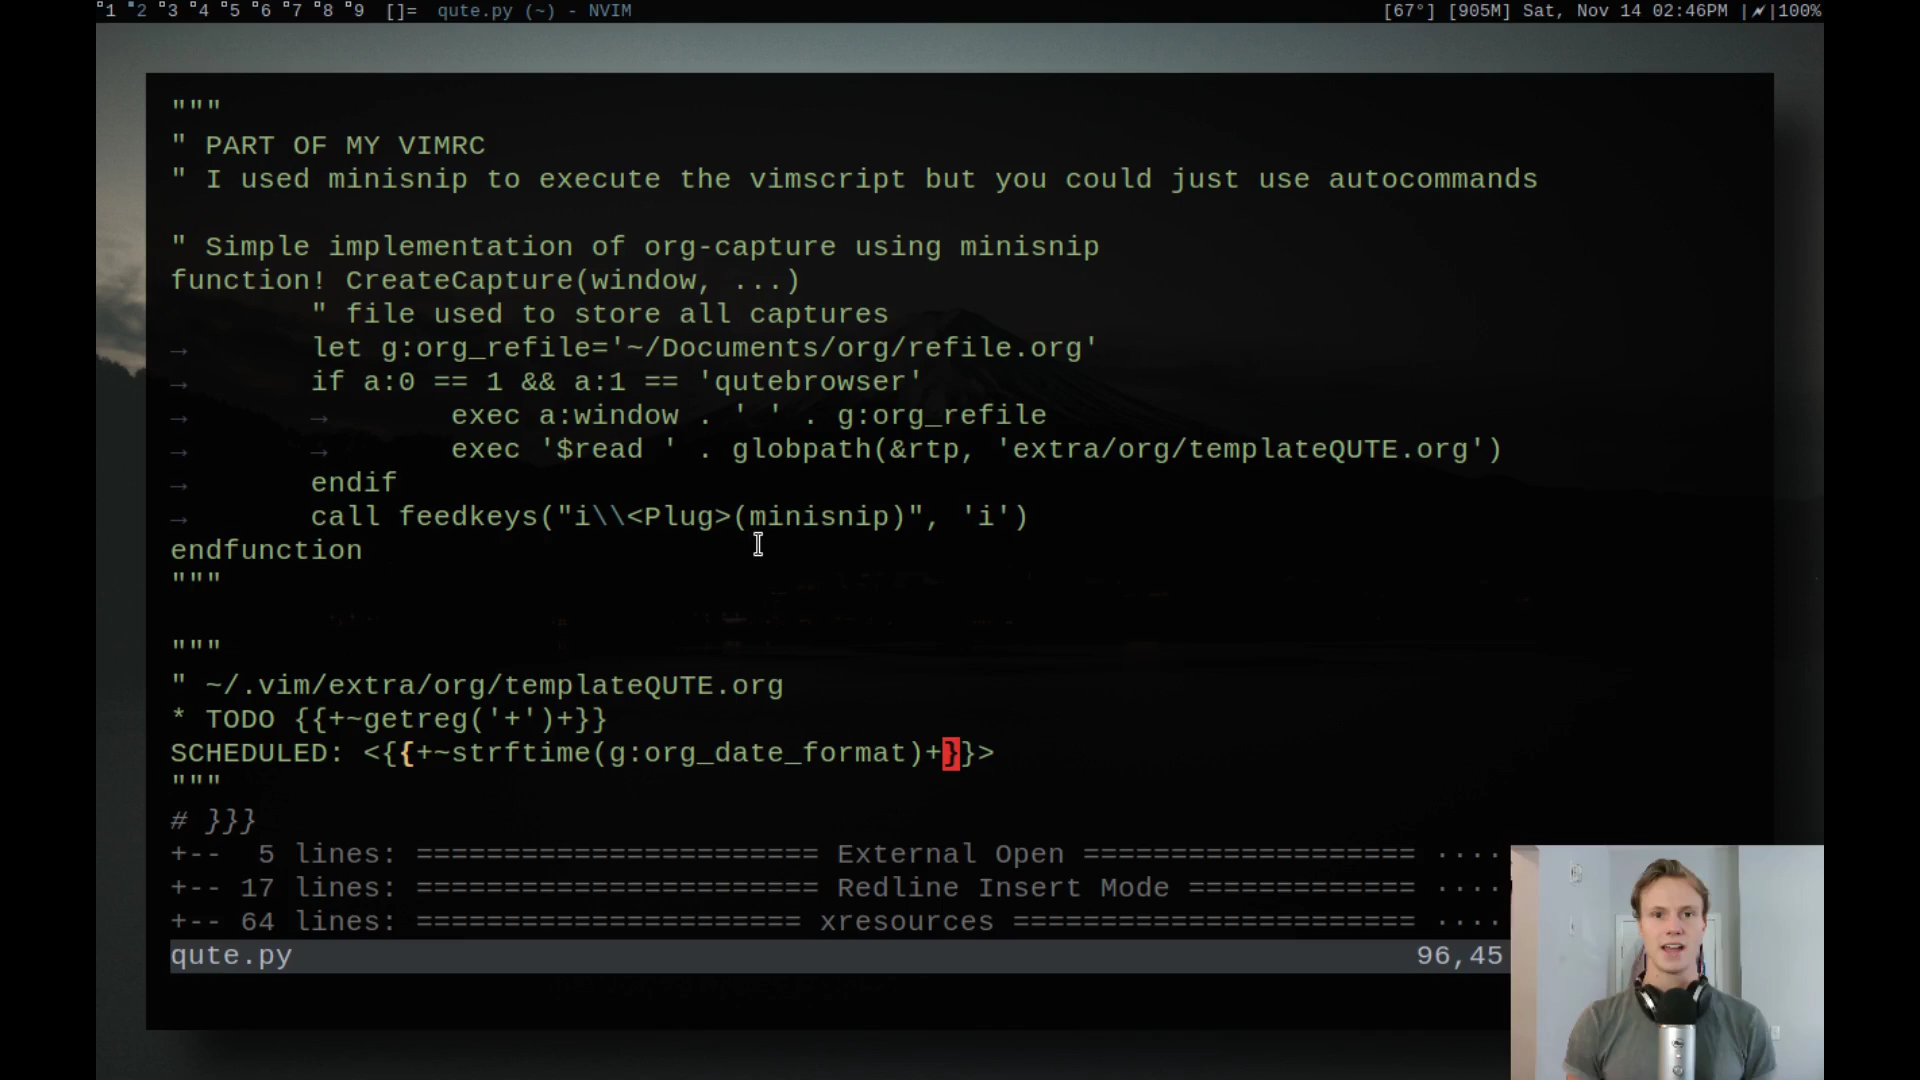 1 2 3 4 5 6 7 8 9 []= qute.py (~) - NVIM [67°] [905M] Sat, Nov 14 02:46PM |⚡|100%
"""
" PART OF MY VIMRC
" I used minisnip to execute the vimscript but you could just use autocommands
" Simple implementation of org-capture using minisnip
function! CreateCapture(window, ...)
" file used to store all captures
→ let g:org_refile='~/Documents/org/refile.org'
→ if a:0 == 1 && a:1 == 'qutebrowser'
→ → exec a:window . ' ' . g:org_refile
→ → exec '$read ' . globpath(&rtp, 'extra/org/templateQUTE.org')
→ endif
→ call feedkeys("i\\<Plug>(minisnip)", 'i')
endfunction
"""
"""
" ~/.vim/extra/org/templateQUTE.org
* TODO {{+~getreg('+')+}}
SCHEDULED: <{{+~strftime(g:org_date_format)+}}>
"""
# }}}
+-- 5 lines: ======================= External Open =================== ····
+-- 17 lines: ======================= Redline Insert Mode ============= ····
+-- 64 lines: ====================== xresources ======================= ····
qute.py 96,45